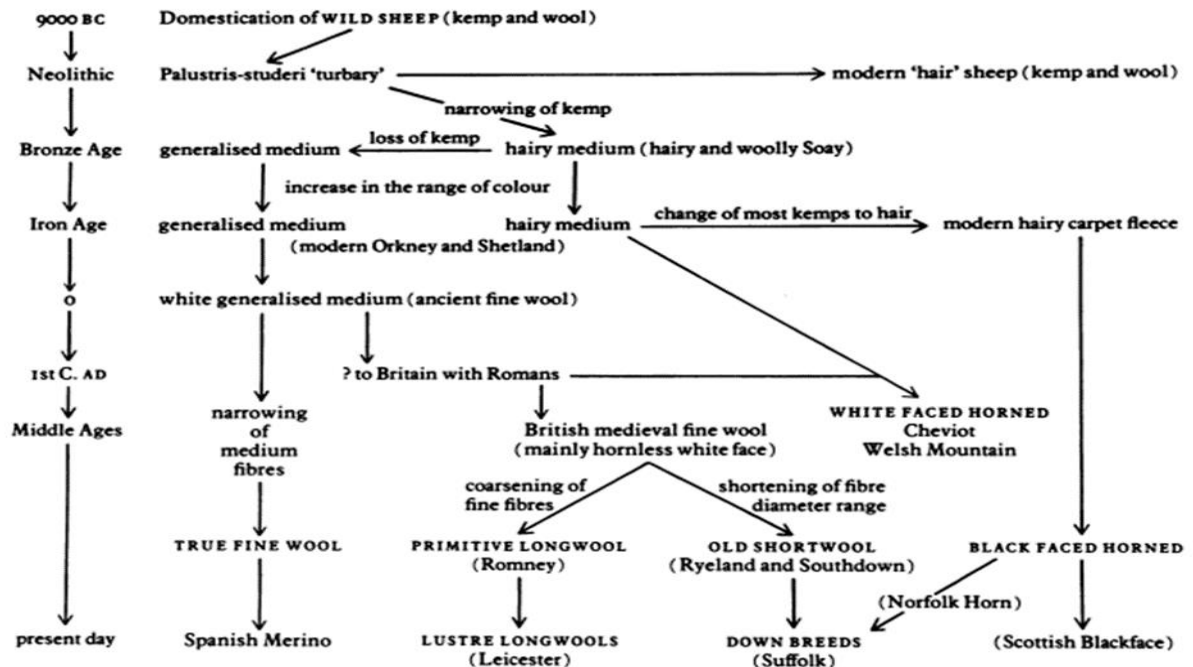 9000 BC Domestication of WILD SHEEP (kemp and wool)
Neolithic Palustris-studeri 'turbary' modern 'hair' sheep (kemp and wool)
narrowing of kemp
loss of kemp
Bronze Age generalised medium hairy medium (hairy and woolly Soay)
increase in the range of colour
change of most kemps to hair
Iron Age generalised medium hairy medium modern hairy carpet fleece
(modern Orkney and Shetland)
0 white generalised medium (ancient fine wool)
1st C. AD ? to Britain with Romans
narrowing
of
medium
fibres
WHITE FACED HORNED
Cheviot
Welsh Mountain
Middle Ages British medieval fine wool
(mainly hornless white face)
coarsening of
fine fibres
shortening of fibre
diameter range
TRUE FINE WOOL PRIMITIVE LONGWOOL OLD SHORTWOOL BLACK FACED HORNED
(Romney) (Ryeland and Southdown)
(Norfolk Horn)
present day Spanish Merino LUSTRE LONGWOOLS DOWN BREEDS (Scottish Blackface)
(Leicester) (Suffolk)